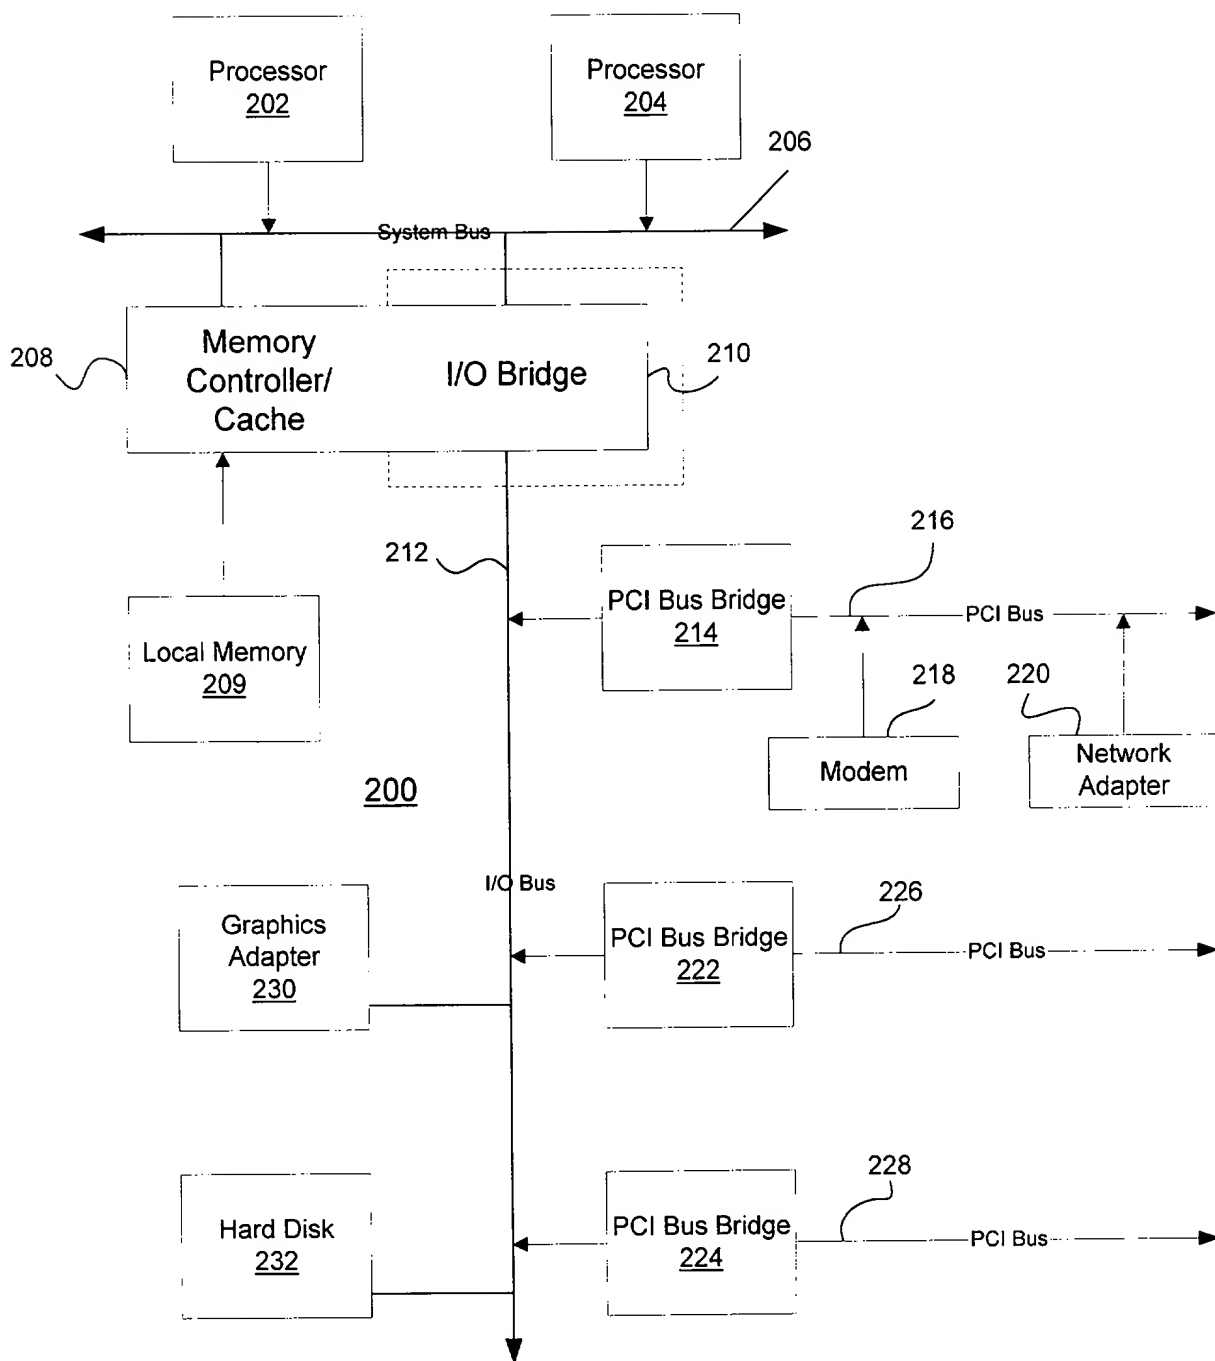 Processor
202
Processor
204
206
System Bus
208
Memory
Controller/
Cache
I/O Bridge
210
212
216
PCI Bus Bridge
214
PCI Bus
Local Memory
209
218
220
Modem
Network
Adapter
200
I/O Bus
226
Graphics
Adapter
230
PCI Bus Bridge
222
PCI Bus
228
Hard Disk
232
PCI Bus Bridge
224
PCI Bus